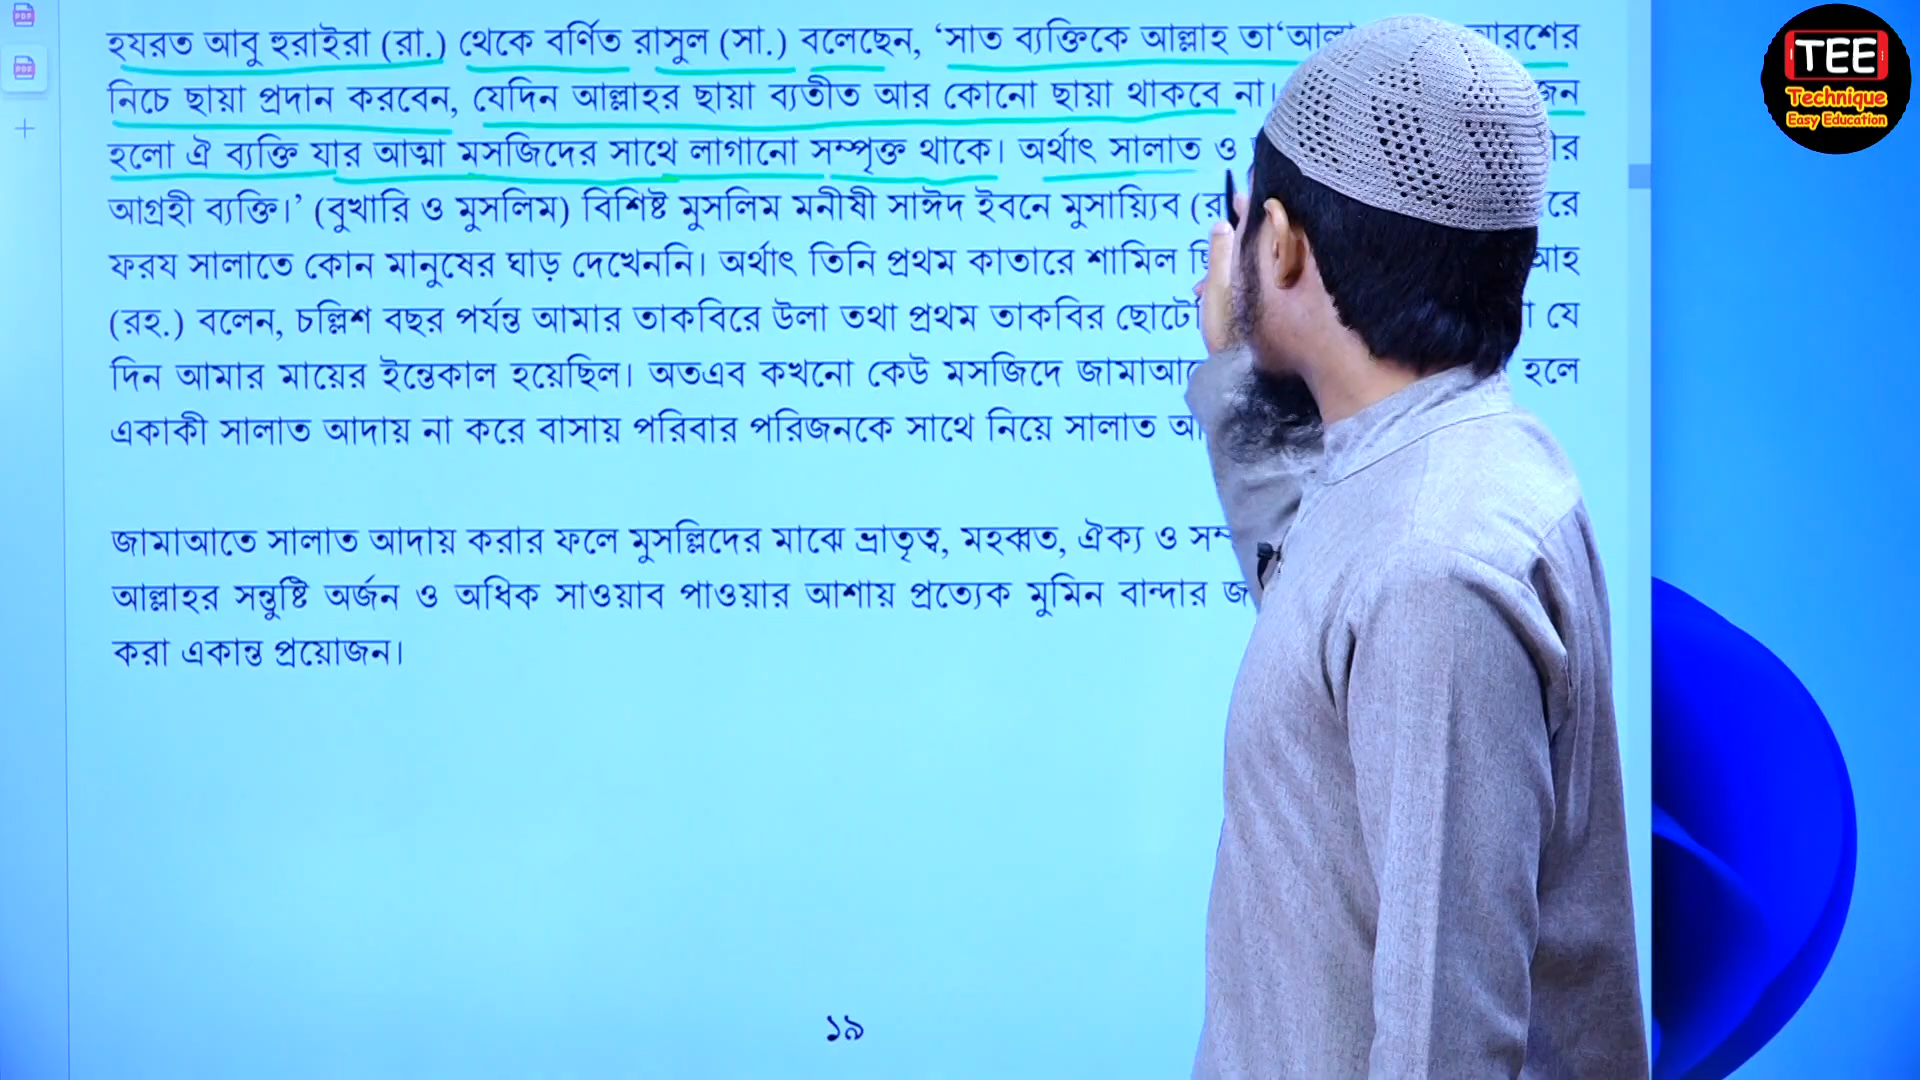 হযরত আবু হুরাইরা (রা.) থেকে বর্ণিত রাসুল (সা.) বলেছেন, ‘সাত ব্যক্তিকে আল্লাহ তা‘আলা আরশের
নিচে ছায়া প্রদান করবেন, যেদিন আল্লাহর ছায়া ব্যতীত আর কোনো ছায়া থাকবে না।
হলো ঐ ব্যক্তি যার আত্মা মসজিদের সাথে লাগানো সম্পৃক্ত থাকে। অর্থাৎ সালাত ও
আগ্রহী ব্যক্তি।’ (বুখারি ও মুসলিম) বিশিষ্ট মুসলিম মনীষী সাঈদ ইবনে মুসায়্যিব
ফরয সালাতে কোন মানুষের ঘাড় দেখেননি। অর্থাৎ তিনি প্রথম কাতারে শামিল
(রহ.) বলেন, চল্লিশ বছর পর্যন্ত আমার তাকবিরে উলা তথা প্রথম তাকবির যে
দিন আমার মায়ের ইন্তেকাল হয়েছিল। অতএব কখনো কেউ মসজিদে হলে
একাকী সালাত আদায় না করে বাসায় পরিবার পরিজনকে সাথে নিয়ে সালাত
জামাআতে সালাত আদায় করার ফলে মুসল্লিদের মাঝে ভ্রাতৃত্ব, মহব্বত, ঐক্য ও
আল্লাহর সন্তুষ্টি অর্জন ও অধিক সাওয়াব পাওয়ার আশায় প্রত্যেক মুমিন বান্দার
করা একান্ত প্রয়োজন।
১৯
TEE
Technique
Easy Education